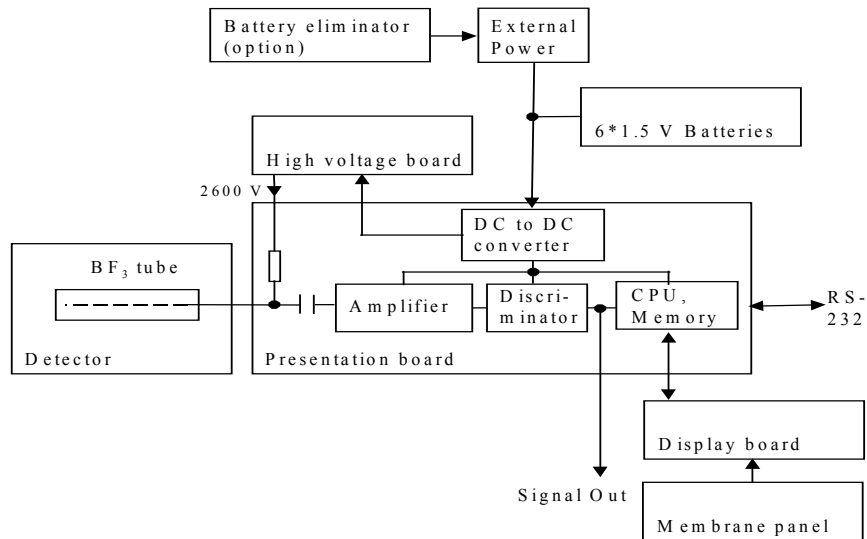 Battery eliminator
(option)
External
Power
6*1.5 V Batteries
High voltage board
2600 V
DC to DC
converter
BF₃ tube
Amplifier
Discri-
minator
CPU,
Memory
RS-
232
Detector
Presentation board
Display board
Signal Out
Membrane panel